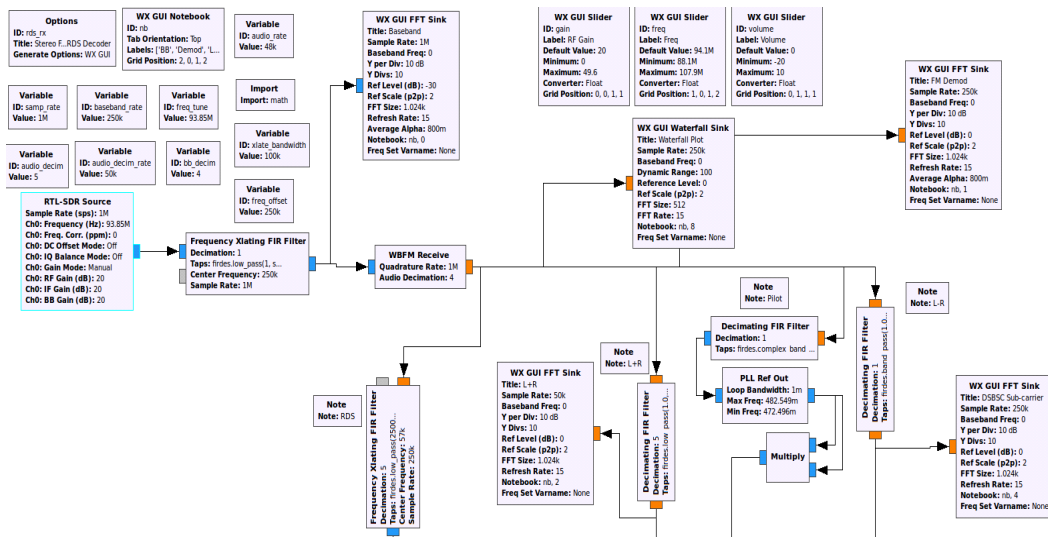 Options
ID: rds_rx
Title: Stereo F...RDS Decoder
Generate Options: WX GUI
WX GUI Notebook
ID: nb
Tab Orientation: Top
Labels: ['BB', 'Demod', 'L...
Grid Position: 2, 0, 1, 2
Variable
ID: audio_rate
Value: 48k
WX GUI FFT Sink
Title: Baseband
Sample Rate: 1M
Baseband Freq: 0
Y per Div: 10 dB
Y Divs: 10
Ref Level (dB): -30
Ref Scale (p2p): 2
FFT Size: 1.024k
Refresh Rate: 15
Average Alpha: 800m
Notebook: nb, 0
Freq Set Varname: None
WX GUI Slider
ID: gain
Label: RF Gain
Default Value: 20
Minimum: 0
Maximum: 49.6
Converter: Float
Grid Position: 0, 0, 1, 1
WX GUI Slider
ID: freq
Label: Freq
Default Value: 94.1M
Minimum: 88.1M
Maximum: 107.9M
Converter: Float
Grid Position: 1, 0, 1, 2
WX GUI Slider
ID: volume
Label: Volume
Default Value: 0
Minimum: -20
Maximum: 10
Converter: Float
Grid Position: 0, 1, 1, 1
WX GUI FFT Sink
Title: FM Demod
Sample Rate: 250k
Baseband Freq: 0
Y per Div: 10 dB
Y Divs: 10
Ref Level (dB): 0
Ref Scale (p2p): 2
FFT Size: 1.024k
Refresh Rate: 15
Average Alpha: 800m
Notebook: nb, 1
Freq Set Varname: None
Variable
ID: samp_rate
Value: 1M
Variable
ID: baseband_rate
Value: 250k
Variable
ID: freq_tune
Value: 93.85M
Import
Import: math
Variable
ID: xlate_bandwidth
Value: 100k
Variable
ID: audio_decim
Value: 5
Variable
ID: audio_decim_rate
Value: 50k
Variable
ID: bb_decim
Value: 4
Variable
ID: freq_offset
Value: 250k
WX GUI Waterfall Sink
Title: Waterfall Plot
Sample Rate: 250k
Baseband Freq: 0
Dynamic Range: 100
Reference Level: 0
Ref Scale (p2p): 2
FFT Size: 512
FFT Rate: 15
Notebook: nb, 8
Freq Set Varname: None
RTL-SDR Source
Sample Rate (sps): 1M
Ch0: Frequency (Hz): 93.85M
Ch0: Freq. Corr. (ppm): 0
Ch0: DC Offset Mode: Off
Ch0: IQ Balance Mode: Off
Ch0: Gain Mode: Manual
Ch0: RF Gain (dB): 20
Ch0: IF Gain (dB): 20
Ch0: BB Gain (dB): 20
Frequency Xlating FIR Filter
Decimation: 1
Taps: firdes.low_pass(1, s...
Center Frequency: 250k
Sample Rate: 1M
WBFM Receive
Quadrature Rate: 1M
Audio Decimation: 4
Note
Note: Pilot
Note
Note: L-R
Decimating FIR Filter
Decimation: 1
Taps: firdes.complex_band_...
Decimating FIR Filter
Decimation: 1
Taps: firdes.band_pass(1.0...
Note
Note: L+R
PLL Ref Out
Loop Bandwidth: 1m
Max Freq: 482.549m
Min Freq: 472.496m
Multiply
Note
Note: RDS
Frequency Xlating FIR Filter
Decimation: 5
Taps: firdes.low_pass(2500...
Center Frequency: 57k
Sample Rate: 250k
WX GUI FFT Sink
Title: L+R
Sample Rate: 50k
Baseband Freq: 0
Y per Div: 10 dB
Y Divs: 10
Ref Level (dB): 0
Ref Scale (p2p): 2
FFT Size: 1.024k
Refresh Rate: 15
Notebook: nb, 2
Freq Set Varname: None
Decimating FIR Filter
Decimation: 5
Taps: firdes.low_pass(1.0,...
WX GUI FFT Sink
Title: DSBSC Sub-carrier
Sample Rate: 250k
Baseband Freq: 0
Y per Div: 10 dB
Y Divs: 10
Ref Level (dB): 0
Ref Scale (p2p): 2
FFT Size: 1.024k
Refresh Rate: 15
Notebook: nb, 4
Freq Set Varname: None